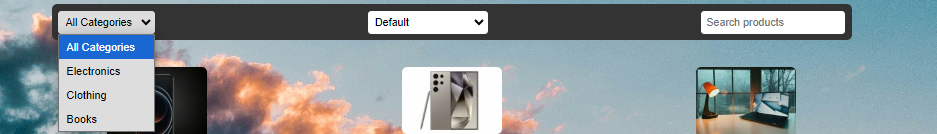 All Categories
Default
Search products
All Categories
Electronics
Clothing
Books